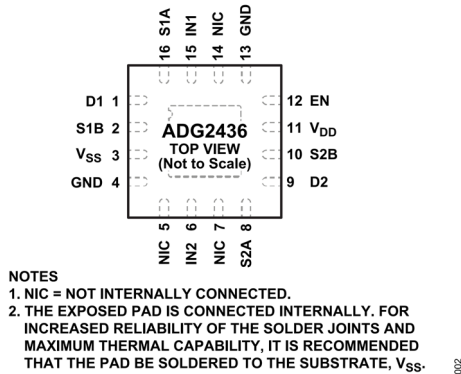 16 S1A
15 IN1
14 NIC
13 GND
D1 1
S1B 2
VSS 3
GND 4
ADG2436
TOP VIEW
(Not to Scale)
12 EN
11 VDD
10 S2B
9 D2
NIC 5
IN2 6
NIC 7
S2A 8
NOTES
1. NIC = NOT INTERNALLY CONNECTED.
2. THE EXPOSED PAD IS CONNECTED INTERNALLY. FOR
INCREASED RELIABILITY OF THE SOLDER JOINTS AND
MAXIMUM THERMAL CAPABILITY, IT IS RECOMMENDED
THAT THE PAD BE SOLDERED TO THE SUBSTRATE, VSS.
002